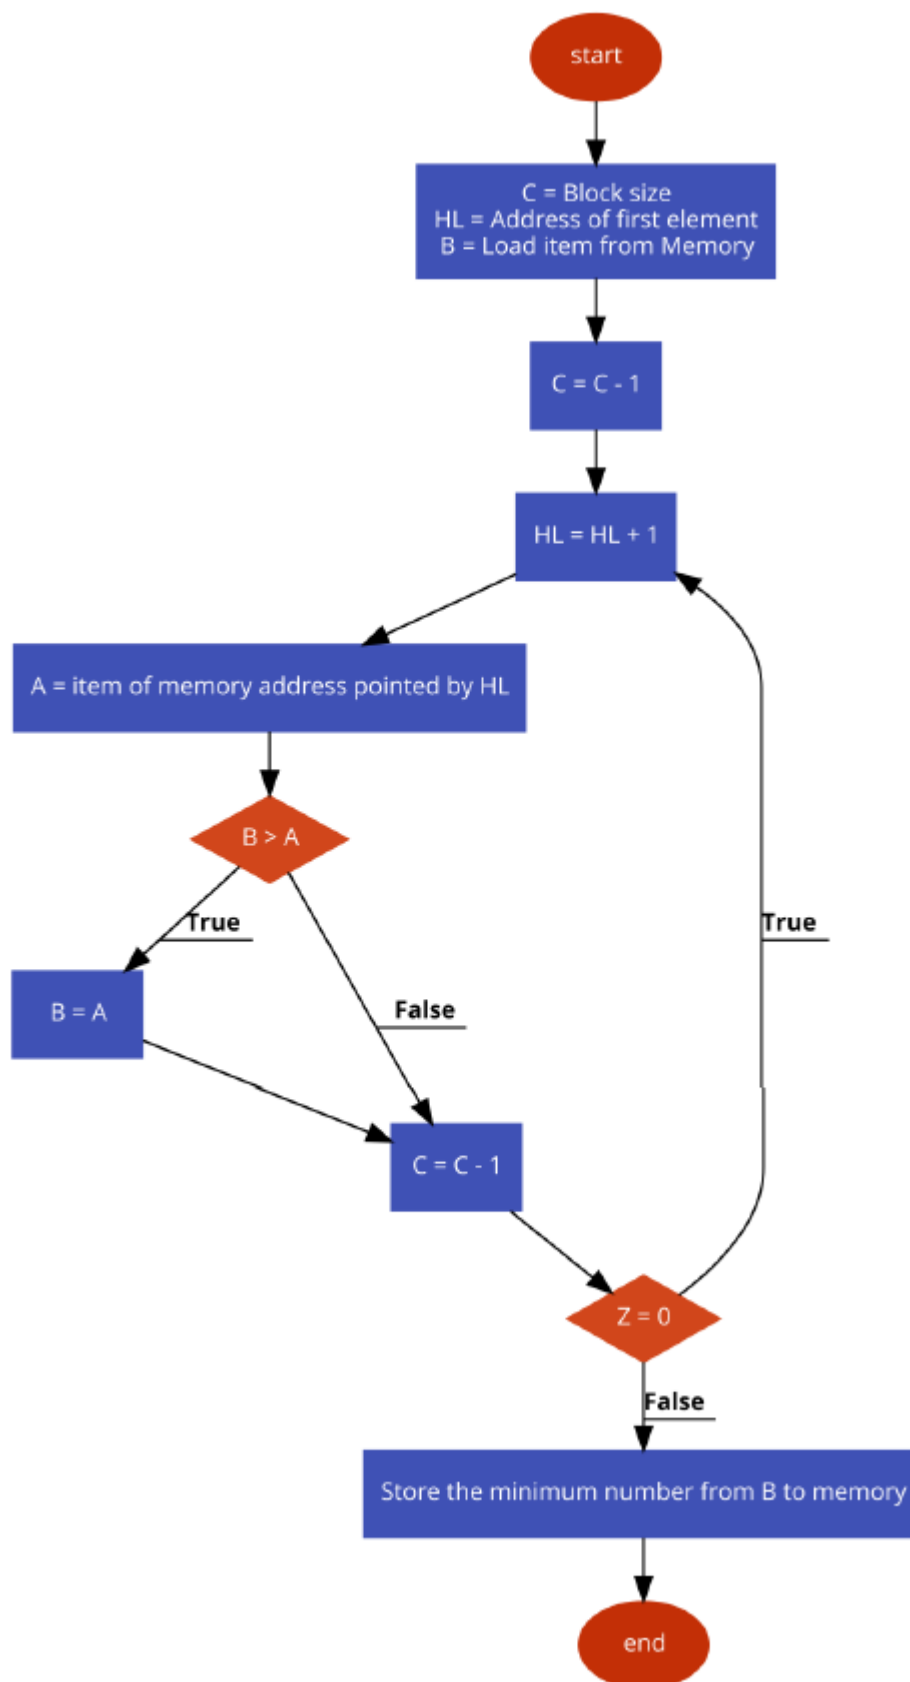 start
C = Block size
HL = Address of first element
B = Load item from Memory
C = C - 1
HL = HL + 1
A = item of memory address pointed by HL
B > A
True
True
B = A
False
C = C - 1
Z = 0
False
Store the minimum number from B to memory
end